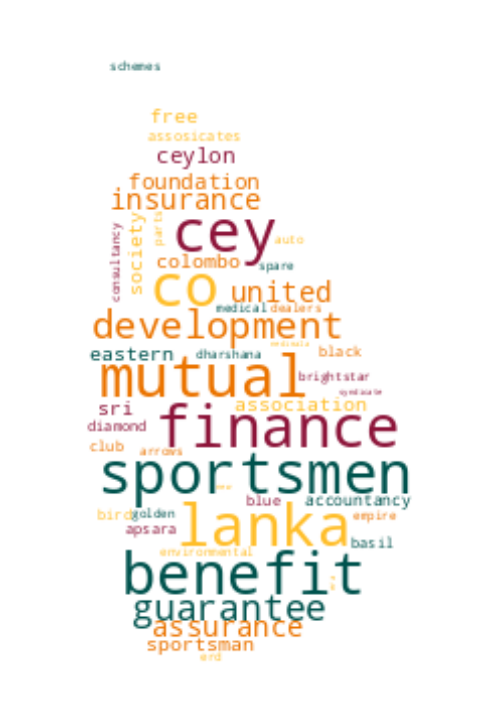 schemes
free
assosicates
ceylon
foundation
insurance
consultancy
society
parts
cey
auto
colombo
spare
co
united
medical dealers
development
eastern
dharshana
black
mutual
brightstar
syndicate
sri
association
diamond
finance
club
arrows
sportsmen
blue
accountancy
bird
golden
lanka
empire
apsara
basil
environmental
benefit
guarantee
assurance
sportsman
erd